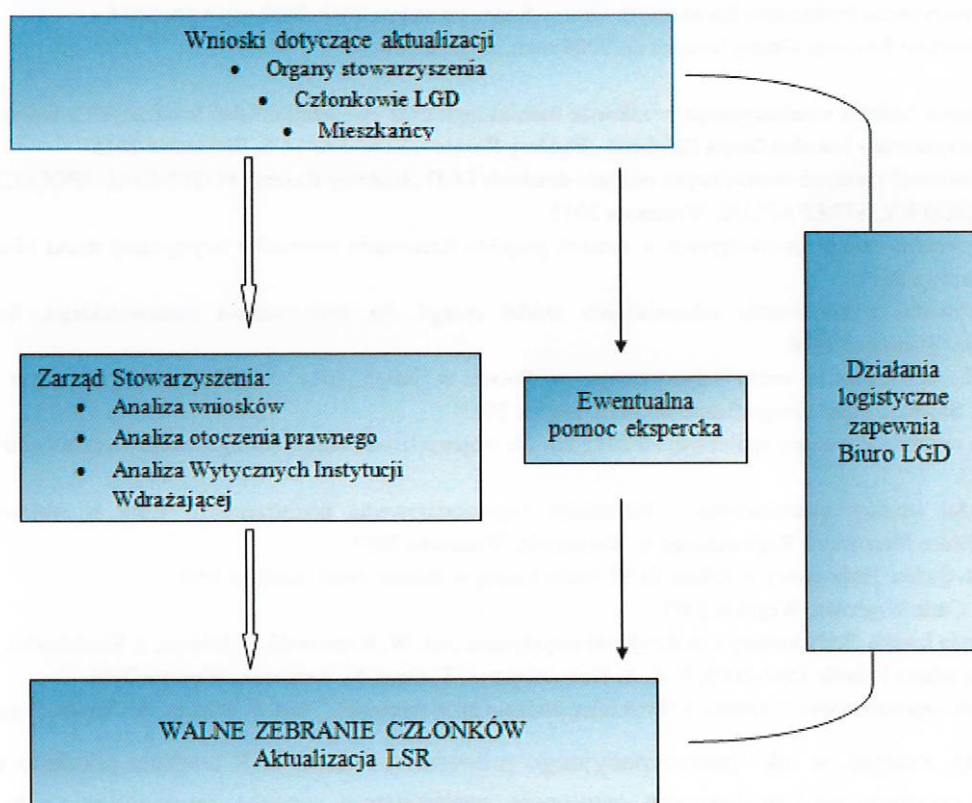 Wnioski dotyczące aktualizacji
• Organy stowarzyszenia
• Członkowie LGD
• Mieszkańcy
Zarząd Stowarzyszenia:
• Analiza wniosków
• Analiza otoczenia prawnego
• Analiza Wytycznych Instytucji
Wdrażającej
Ewentualna
pomoc ekspercka
Działania
logistyczne
zapewnia
Biuro LGD
WALNE ZEBRANIE CZŁONKÓW
Aktualizacja LSR